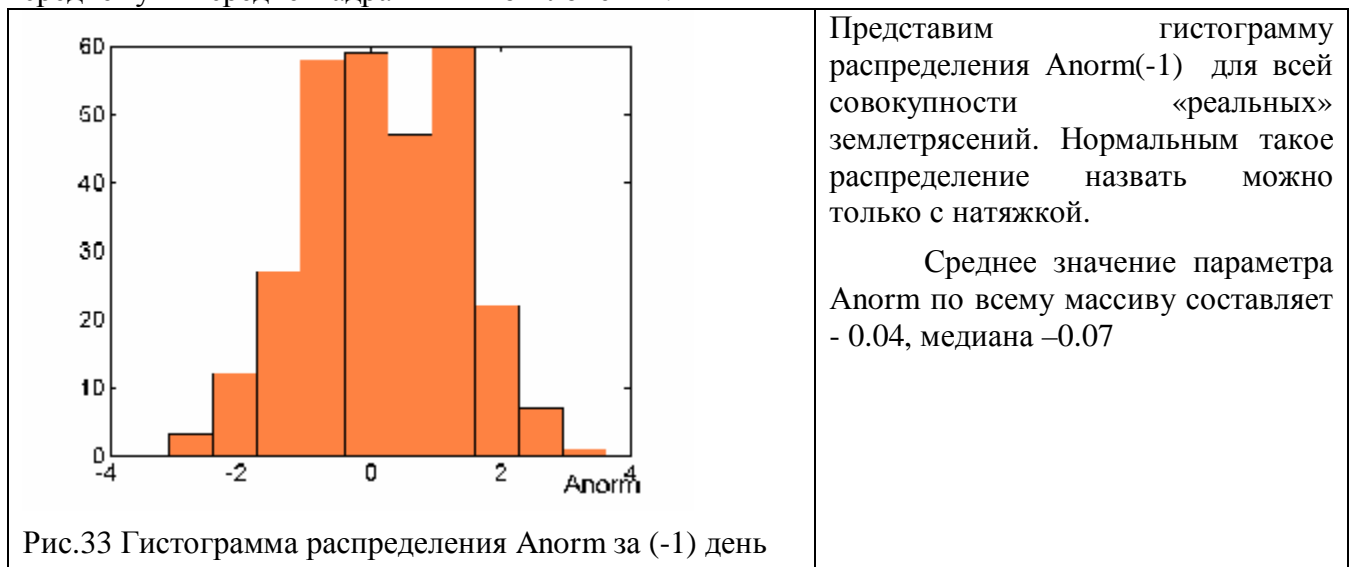 60
50
40
30
20
10
0
-4 -2 0 2 4
Anorm
Рис.33 Гистограмма распределения Anorm за (-1) день
Представим гистограмму
распределения Anorm(-1) для всей
совокупности «реальных»
землетрясений. Нормальным такое
распределение назвать можно
только с натяжкой.
Среднее значение параметра
Anorm по всему массиву составляет
- 0.04, медиана –0.07